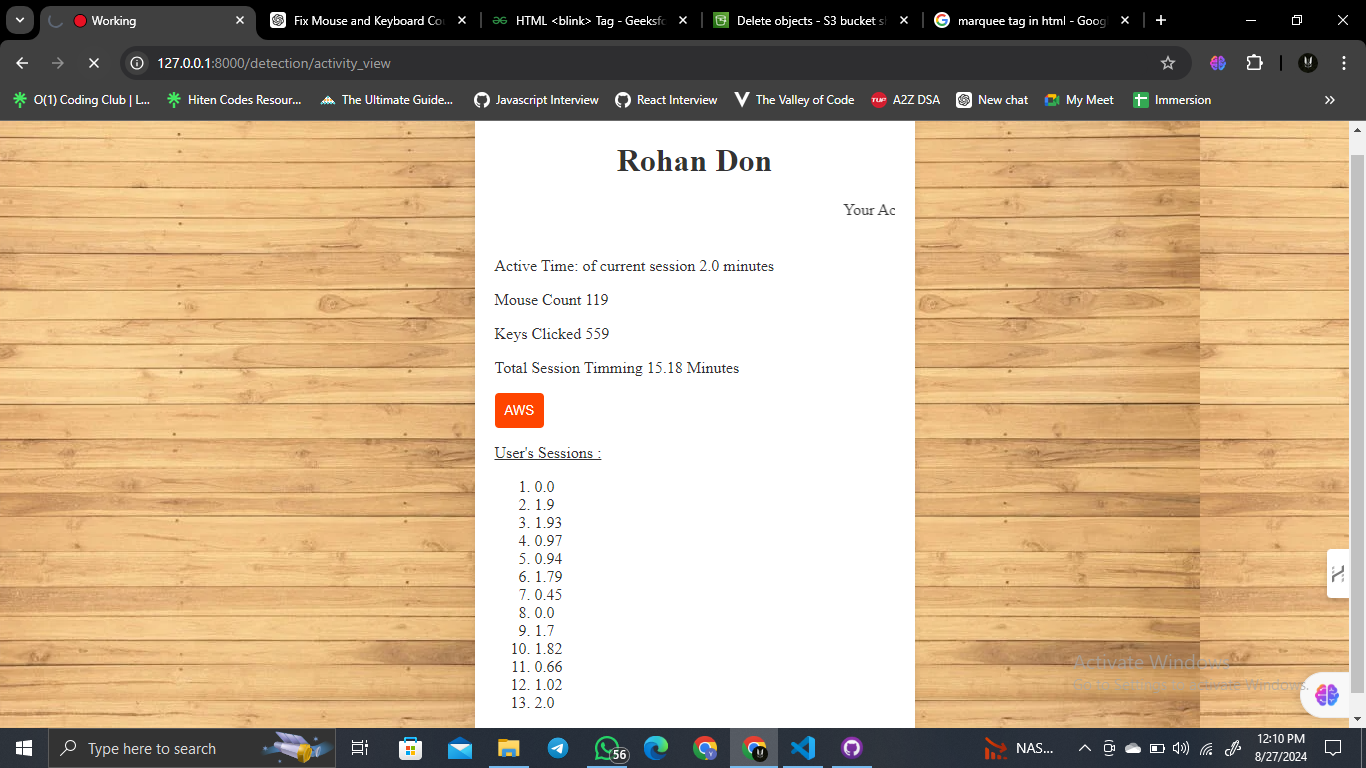 Working
Fix Mouse and Keyboard Co
HTML <blink> Tag - Geeksfo
Delete objects - S3 bucket s
marquee tag in html - Goog
127.0.0.1:8000/detection/activity_view
O(1) Coding Club | L...
Hiten Codes Resour...
The Ultimate Guide...
Javascript Interview
React Interview
The Valley of Code
TUF
A2Z DSA
New chat
My Meet
Immersion
Rohan Don
Your Ac
Active Time: of current session 2.0 minutes
Mouse Count 119
Keys Clicked 559
Total Session Timming 15.18 Minutes
AWS
User's Sessions :
1. 0.0
2. 1.9
3. 1.93
4. 0.97
5. 0.94
6. 1.79
7. 0.45
8. 0.0
9. 1.7
10. 1.82
11. 0.66
12. 1.02
13. 2.0
Activate Windows
Windows.
Type here to search
56
NAS...
12:10 PM
8/27/2024